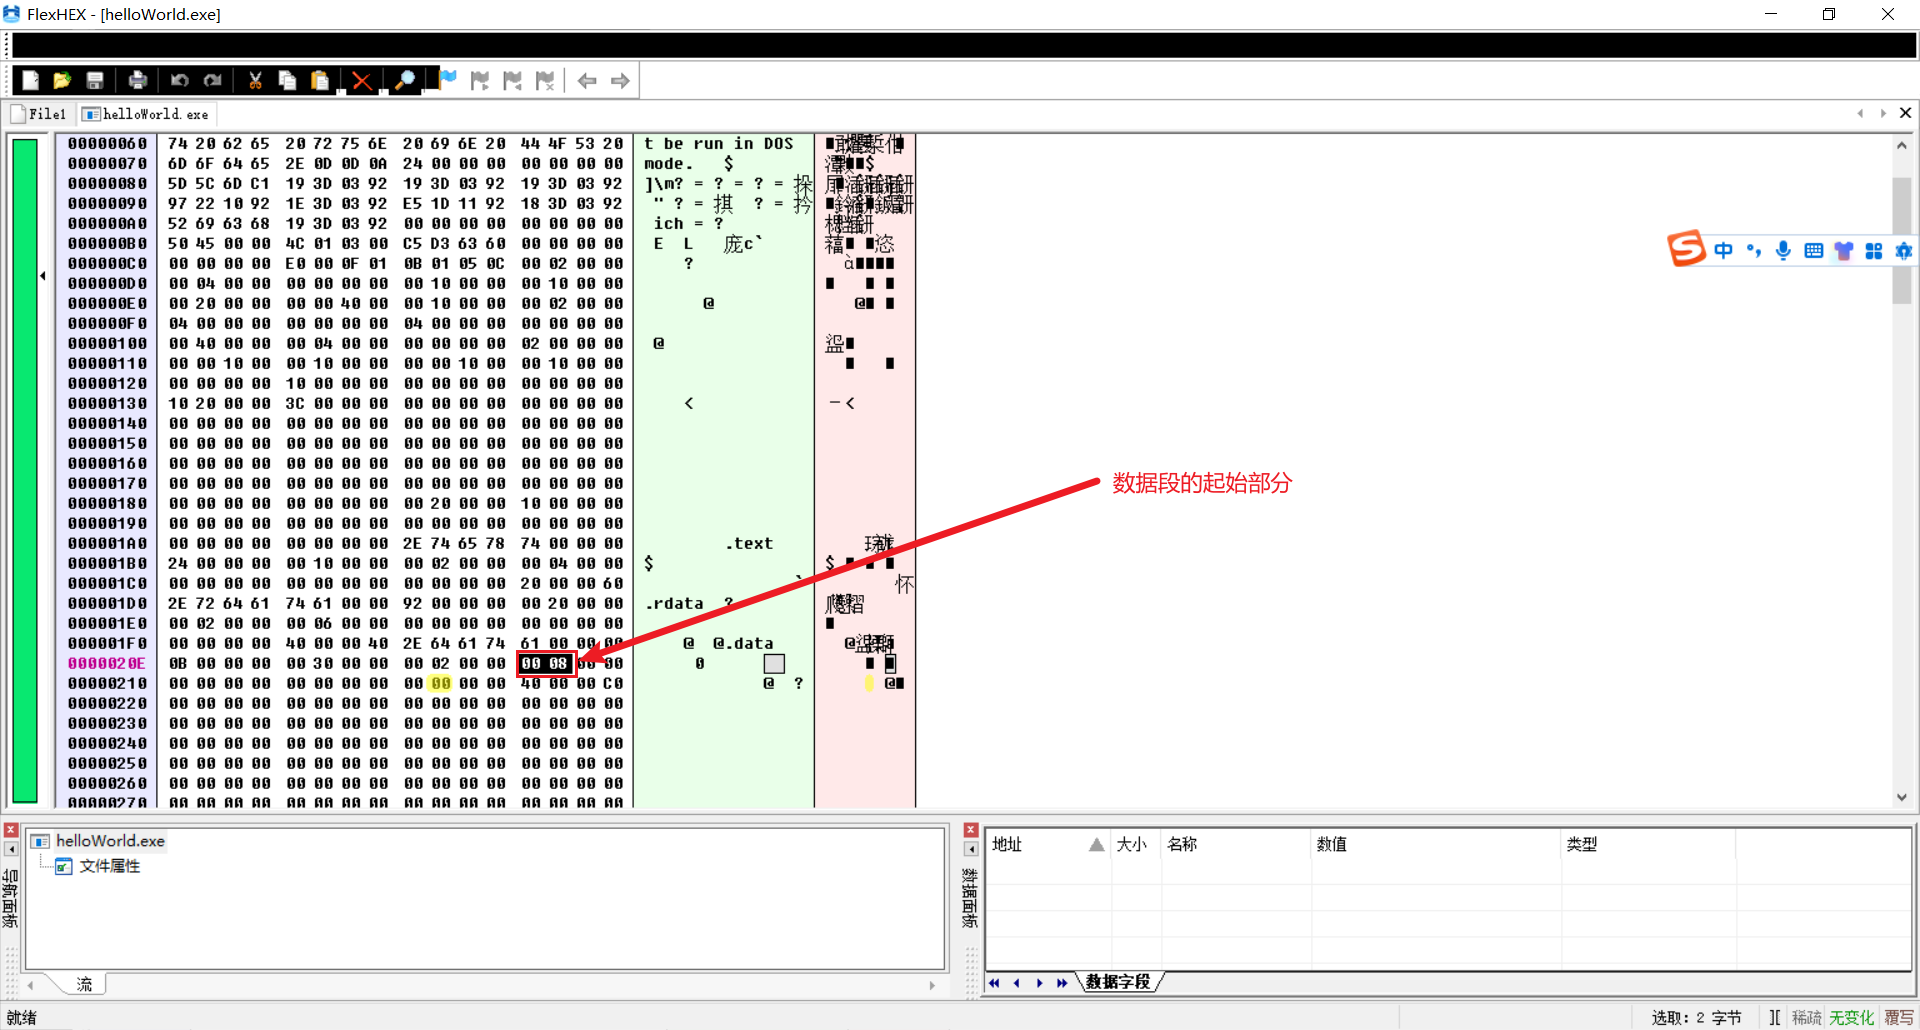 FlexHEX - [helloWorld.exe]
File1
helloWorld.exe
00000060 74 20 62 65 20 72 75 6E 20 69 6E 20 44 4F 53 20 t be run in DOS
00000070 6D 6F 64 65 2E 0D 0D 0A 24 00 00 00 00 00 00 00 mode. $
00000080 5D 5C 6D C1 19 3D 03 92 19 3D 03 92 19 3D 03 92 ]\m? = ? = ? =
00000090 97 22 10 92 1E 3D 03 92 E5 1D 11 92 18 3D 03 92 " ? = 掑 ? =
000000A0 52 69 63 68 19 3D 03 92 00 00 00 00 00 00 00 00 ich = ?
000000B0 50 45 00 00 4C 01 03 00 C5 D3 63 60 00 00 00 00 E L 庞c`
000000C0 00 00 00 00 E0 00 0F 01 0B 01 05 0C 00 02 00 00 ?
000000D0 00 04 00 00 00 00 00 00 00 10 00 00 00 10 00 00
000000E0 00 20 00 00 00 00 40 00 00 10 00 00 00 02 00 00 @ @
000000F0 04 00 00 00 00 00 00 00 04 00 00 00 00 00 00 00
00000100 00 40 00 00 00 04 00 00 00 00 00 00 02 00 00 00 @
00000110 00 00 10 00 00 10 00 00 00 00 10 00 00 10 00 00
00000120 00 00 00 00 10 00 00 00 00 00 00 00 00 00 00 00
00000130 10 20 00 00 3C 00 00 00 00 00 00 00 00 00 00 00 < <
00000140 00 00 00 00 00 00 00 00 00 00 00 00 00 00 00 00
00000150 00 00 00 00 00 00 00 00 00 00 00 00 00 00 00 00
00000160 00 00 00 00 00 00 00 00 00 00 00 00 00 00 00 00
00000170 00 00 00 00 00 00 00 00 00 00 00 00 00 00 00 00
00000180 00 00 00 00 00 00 00 00 00 20 00 00 10 00 00 00
00000190 00 00 00 00 00 00 00 00 00 00 00 00 00 00 00 00
000001A0 00 00 00 00 00 00 00 00 2E 74 65 78 74 00 00 00 .text
000001B0 24 00 00 00 00 10 00 00 00 02 00 00 00 04 00 00 $ $
000001C0 00 00 00 00 00 00 00 00 00 00 00 00 20 00 00 60 ` 怀
000001D0 2E 72 64 61 74 61 00 00 92 00 00 00 00 20 00 00 .rdata ?
000001E0 00 02 00 00 00 06 00 00 00 00 00 00 00 00 00 00
000001F0 00 00 00 00 40 00 00 40 2E 64 61 74 61 00 00 00 @ @.data
0000020E 0B 00 00 00 00 30 00 00 00 02 00 00 00 08 00 00 0
00000210 00 00 00 00 00 00 00 00 00 00 00 00 40 00 00 C0 @ ? @
00000220 00 00 00 00 00 00 00 00 00 00 00 00 00 00 00 00
00000230 00 00 00 00 00 00 00 00 00 00 00 00 00 00 00 00
00000240 00 00 00 00 00 00 00 00 00 00 00 00 00 00 00 00
00000250 00 00 00 00 00 00 00 00 00 00 00 00 00 00 00 00
00000260 00 00 00 00 00 00 00 00 00 00 00 00 00 00 00 00
00000270 00 00 00 00 00 00 00 00 00 00 00 00 00 00 00 00
数据段的起始部分
中
helloWorld.exe
文件属性
导航面板
流
数据面板
地址 大小 名称 数值 类型
数据字段
就绪
选取: 2 字节 ][ 稀疏 无变化 覆写